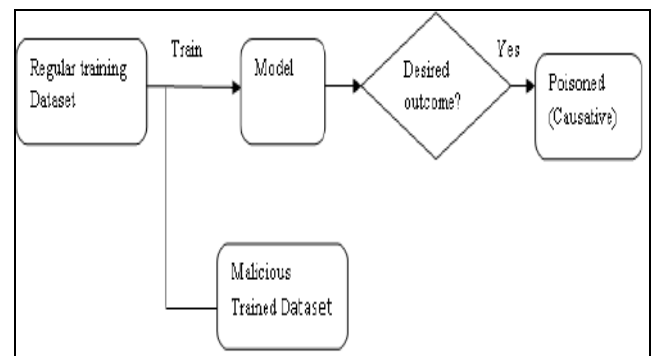 Regular training
Dataset
Train
Model
Desired
outcome?
Yes
Poisoned
(Causative)
Malicious
Trained Dataset